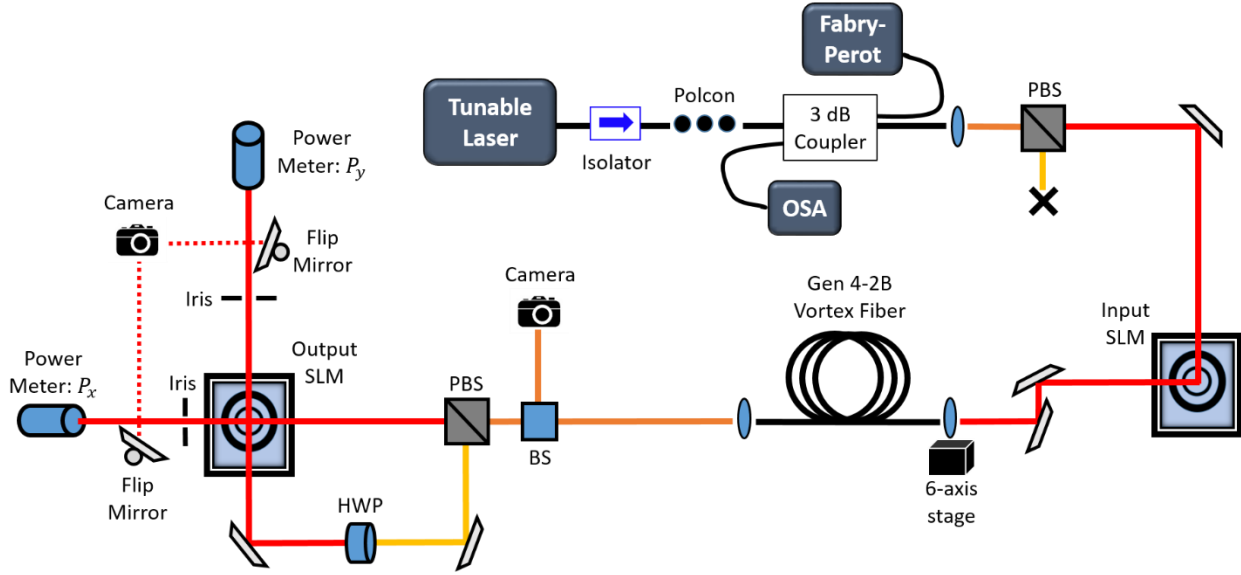 Fabry-
Perot
Tunable
Laser
Polcon
Isolator
3 dB
Coupler
PBS
OSA
Power
Meter: P_y
Camera
Flip
Mirror
Iris
Camera
Gen 4-2B
Vortex Fiber
Input
SLM
Output
SLM
Power
Meter: P_x
Iris
PBS
BS
Flip
Mirror
HWP
6-axis
stage